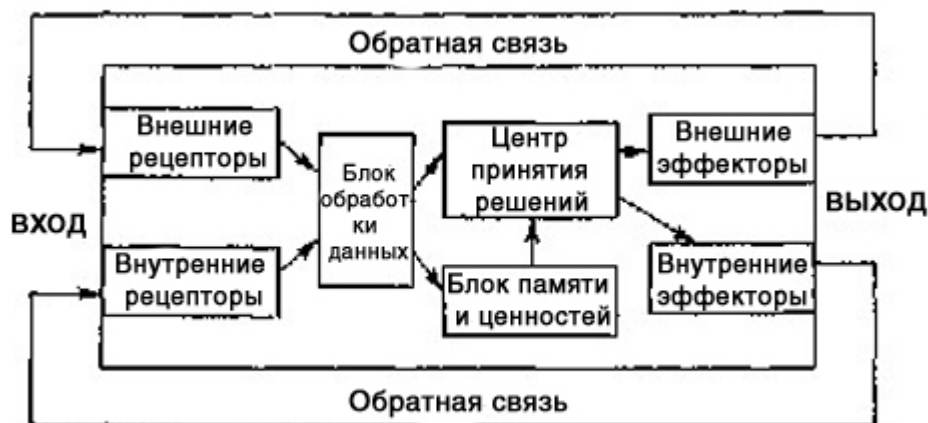 Обратная связь
Внешние
рецепторы
Блок
обработ-
ки
данных
Центр
принятия
решений
Внешние
эффекторы
ВХОД
ВЫХОД
Внутренние
рецепторы
Блок памяти
и ценностей
Внутренние
эффекторы
Обратная связь